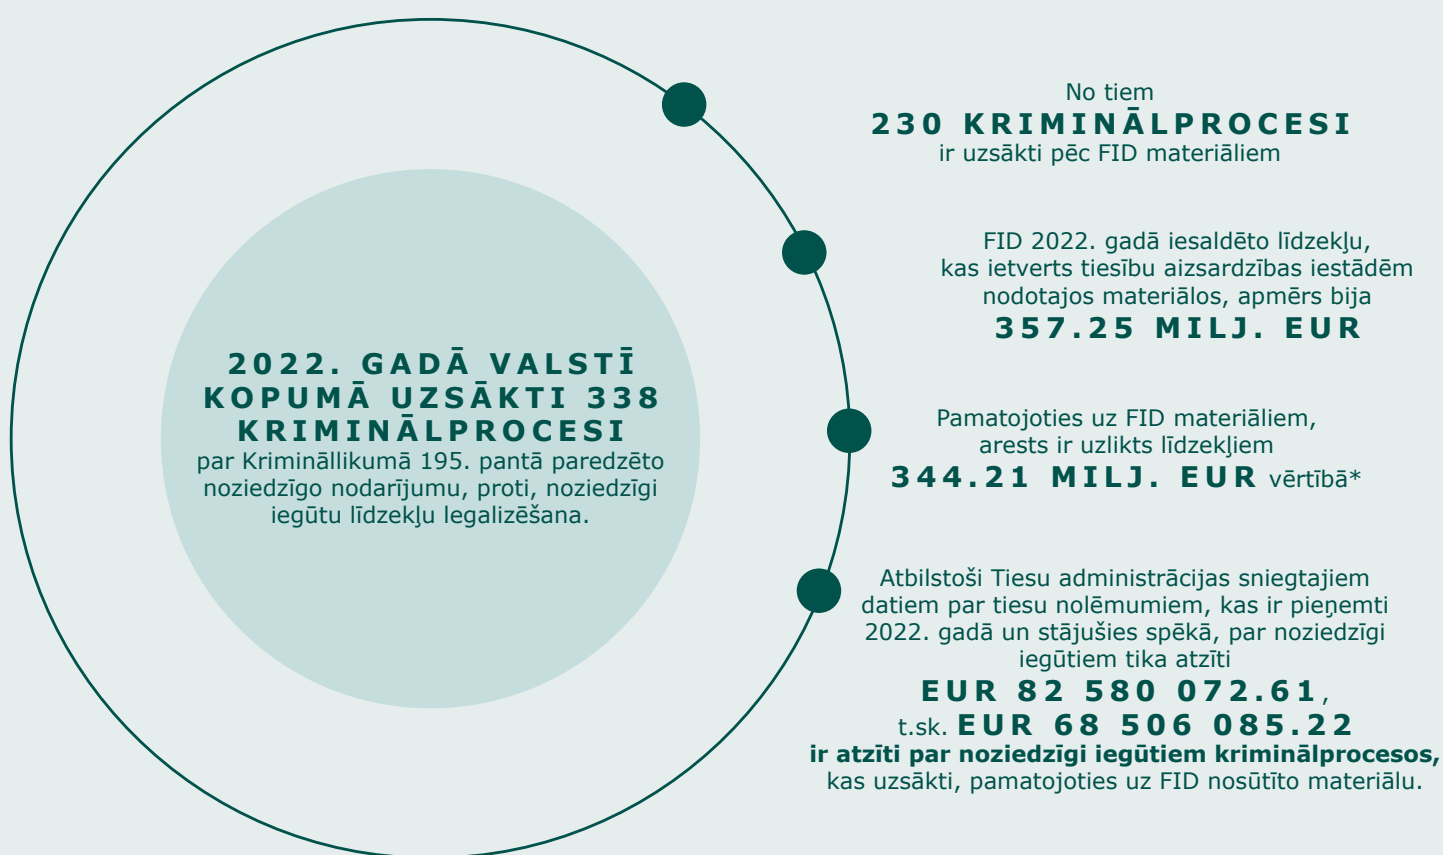 2022. GADĀ VALSTĪ
KOPUMĀ UZSĀKTI 338
KRIMINĀLPROCESI
par Krimināllikumā 195. pantā paredzēto
noziedzīgo nodarījumu, proti, noziedzīgi
iegūtu līdzekļu legalizēšana.
No tiem
230 KRIMINĀLPROCESI
ir uzsākti pēc FID materiāliem
FID 2022. gadā iesaldēto līdzekļu,
kas ietverts tiesību aizsardzības iestādēm
nodotajos materiālos, apmērs bija
357.25 MILJ. EUR
Pamatojoties uz FID materiāliem,
arests ir uzlikts līdzekļiem
344.21 MILJ. EUR vērtībā*
Atbilstoši Tiesu administrācijas sniegtajiem
datiem par tiesu nolēmumiem, kas ir pieņemti
2022. gadā un stājušies spēkā, par noziedzīgi
iegūtiem tika atzīti
EUR 82 580 072.61,
t.sk. EUR 68 506 085.22
ir atzīti par noziedzīgi iegūtiem kriminālprocesos,
kas uzsākti, pamatojoties uz FID nosūtīto materiālu.